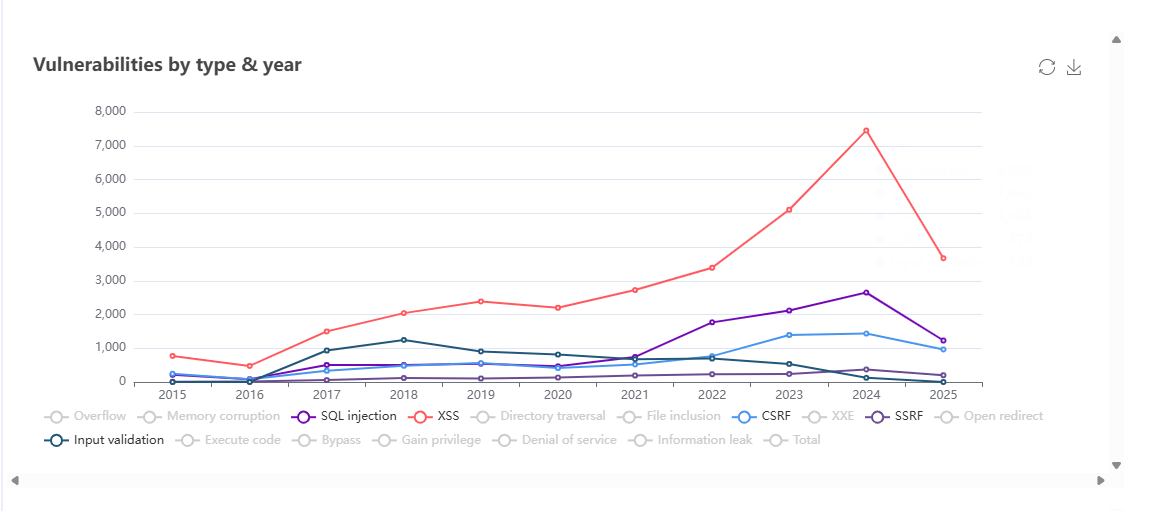 Vulnerabilities by type & year
8,000
7,000
6,000
5,000
4,000
3,000
2,000
1,000
0
2015 2016 2017 2018 2019 2020 2021 2022 2023 2024 2025
Overflow Memory corruption SQL injection XSS Directory traversal File inclusion CSRF XXE SSRF Open redirect
Input validation Execute code Bypass Gain privilege Denial of service Information leak Total